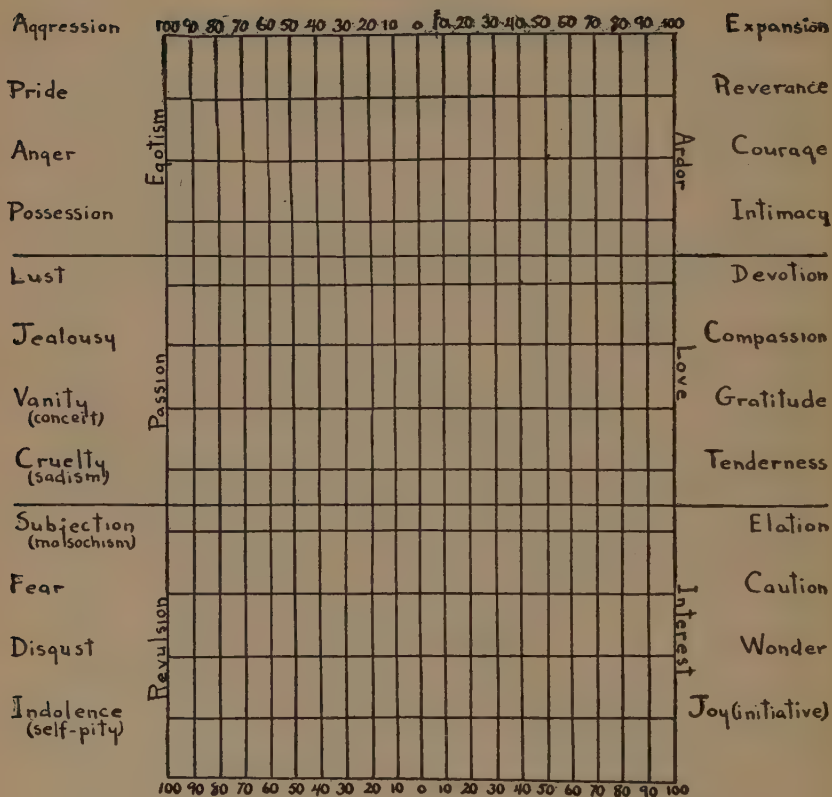 Aggression 100 90 80 70 60 50 40 30 20 10 0 10 20 30 40 50 60 70 80 90 100 Expansion
Pride Reverance
Anger Courage
Possession Intimacy
Egotism Ardor
Lust Devotion
Jealousy Compassion
Vanity Gratitude
(conceit)
Cruelty Tenderness
(sadism)
Passion Love
Subjection Elation
(malsochism)
Fear Caution
Disgust Wonder
Indolence Joy (initiative)
(self-pity)
Revulsion Interest
100 90 80 70 60 50 40 30 20 10 0 10 20 30 40 50 60 70 80 90 100